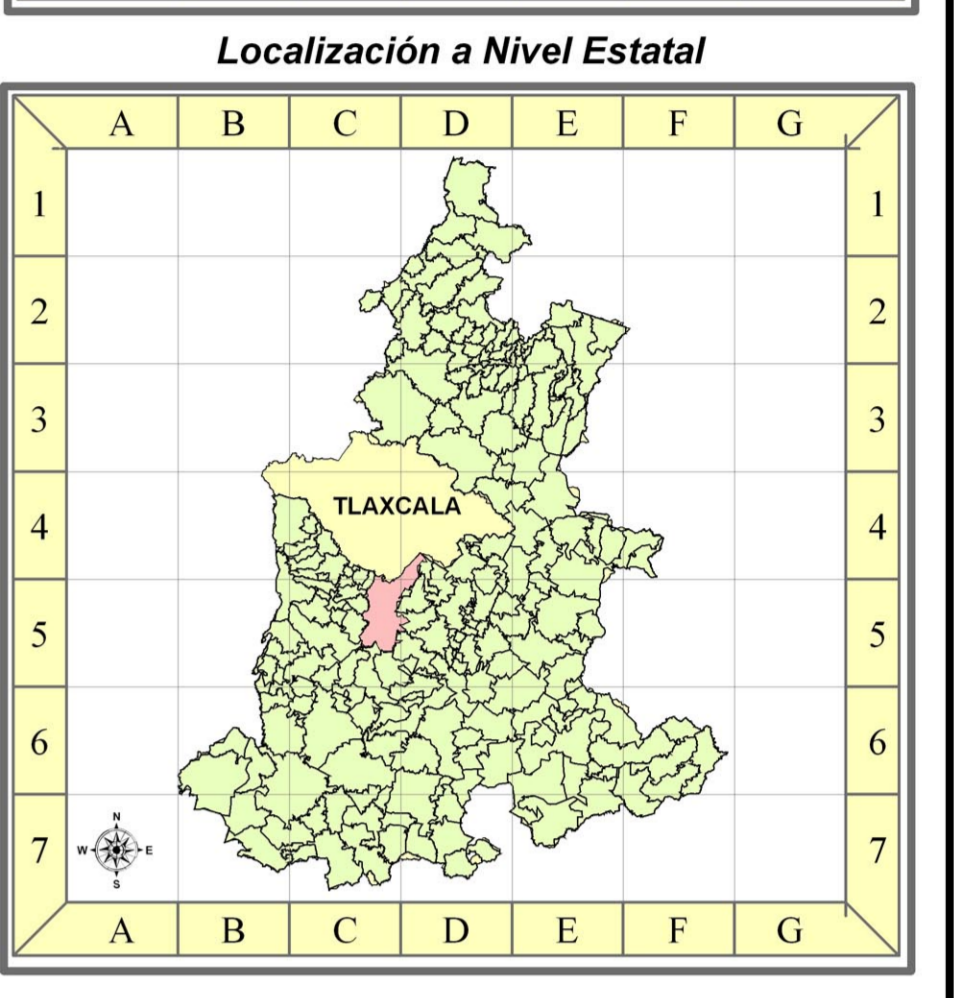 Localización a Nivel Estatal
A B C D E F G
1 1
2 2
3 3
TLAXCALA
4 4
5 5
6 6
N
W E
S
7 7
A B C D E F G